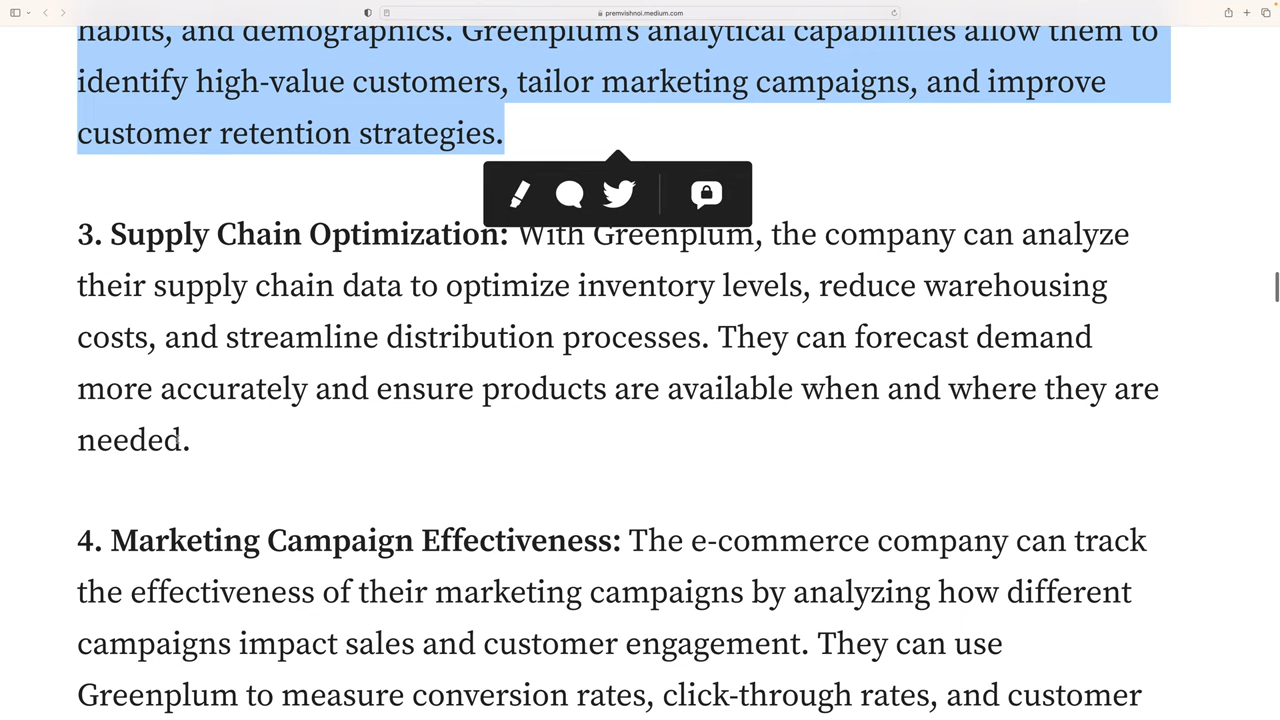 premvishnoi.medium.com
habits, and demographics. Greenplum's analytical capabilities allow them to
identify high-value customers, tailor marketing campaigns, and improve
customer retention strategies.
3. Supply Chain Optimization: With Greenplum, the company can analyze
their supply chain data to optimize inventory levels, reduce warehousing
costs, and streamline distribution processes. They can forecast demand
more accurately and ensure products are available when and where they are
needed.
4. Marketing Campaign Effectiveness: The e-commerce company can track
the effectiveness of their marketing campaigns by analyzing how different
campaigns impact sales and customer engagement. They can use
Greenplum to measure conversion rates, click-through rates, and customer